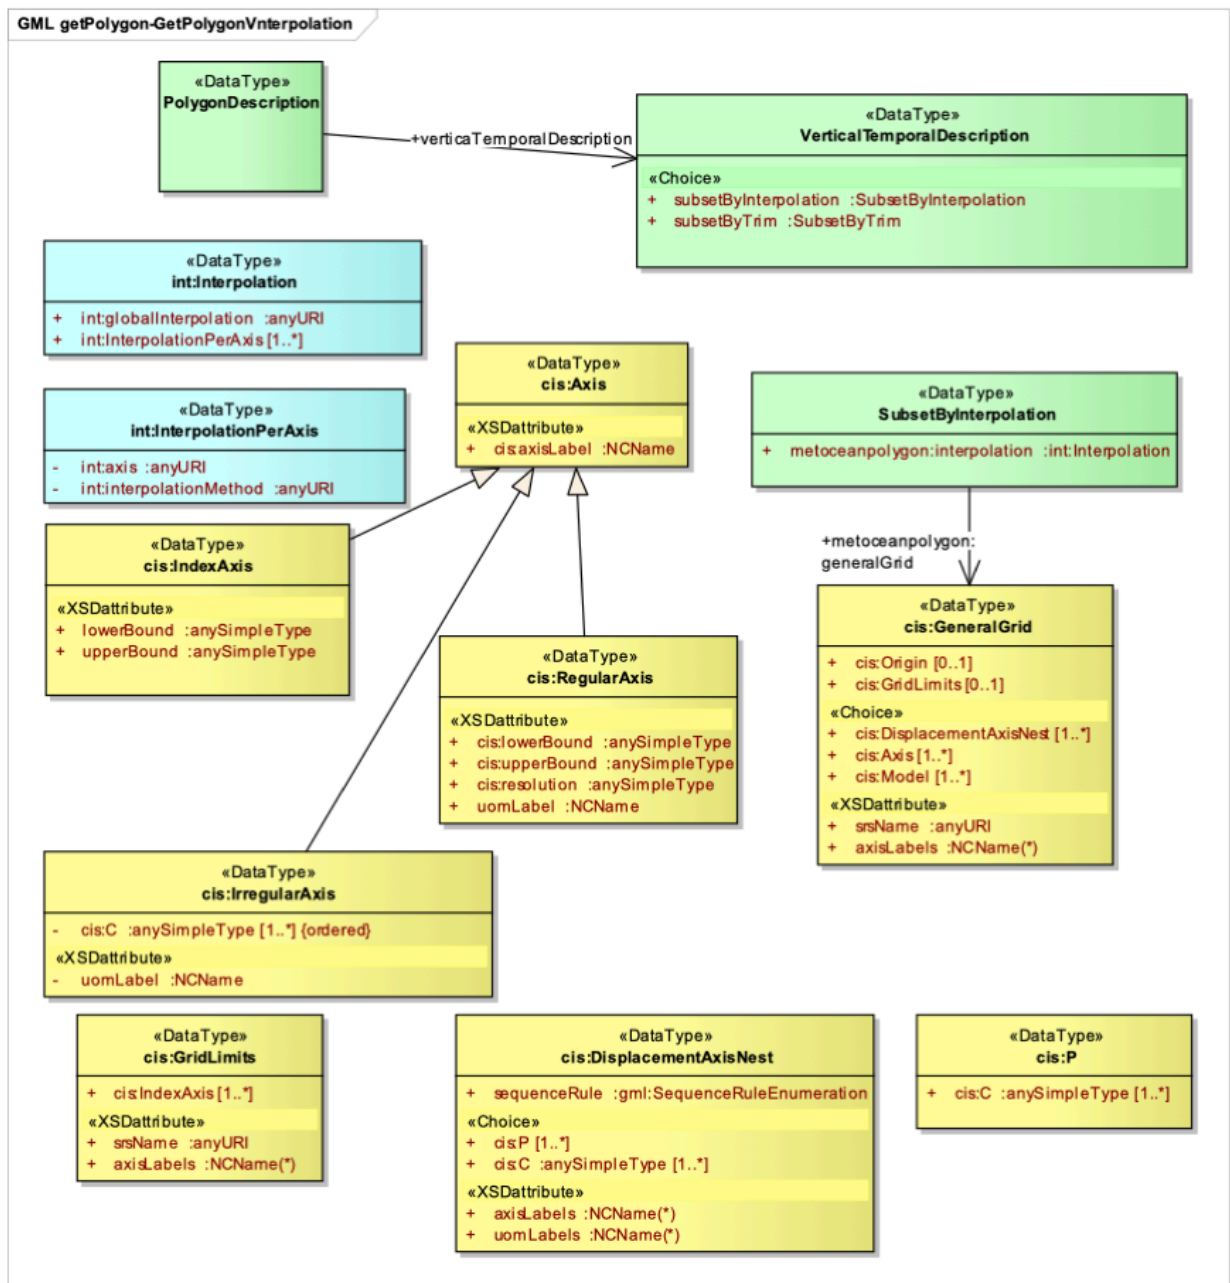 GML getPolygon-GetPolygonVnterpolation
«DataType»
PolygonDescription
+verticaTemporalDescription
«DataType»
VerticalTemporalDescription
«Choice»
+ subsetByInterpolation :SubsetByInterpolation
+ subsetByTrim :SubsetByTrim
«DataType»
int:Interpolation
+ int:globalInterpolation :anyURI
+ int:InterpolationPerAxis [1..*]
«DataType»
cis:Axis
«XSDattribute»
+ cis:axisLabel :NCName
«DataType»
SubsetByInterpolation
+ metoceanpolygon:interpolation :int:Interpolation
«DataType»
int:InterpolationPerAxis
- int:axis :anyURI
- int:interpolationMethod :anyURI
+metoceanpolygon:
generalGrid
«DataType»
cis:IndexAxis
«XSDattribute»
+ lowerBound :anySimpleType
+ upperBound :anySimpleType
«DataType»
cis:RegularAxis
«XSDattribute»
+ cis:lowerBound :anySimpleType
+ cis:upperBound :anySimpleType
+ cis:resolution :anySimpleType
+ uomLabel :NCName
«DataType»
cis:GeneralGrid
+ cis:Origin [0..1]
+ cis:GridLimits [0..1]
«Choice»
+ cis:DisplacementAxisNest [1..*]
+ cis:Axis [1..*]
+ cis:Model [1..*]
«XSDattribute»
+ srsName :anyURI
+ axisLabels :NCName(*)
«DataType»
cis:IrregularAxis
- cis:C :anySimpleType [1..*] {ordered}
«XSDattribute»
- uomLabel :NCName
«DataType»
cis:GridLimits
+ cis:IndexAxis [1..*]
«XSDattribute»
+ srsName :anyURI
+ axisLabels :NCName(*)
«DataType»
cis:DisplacementAxisNest
+ sequenceRule :gml:SequenceRuleEnumeration
«Choice»
+ cis:P [1..*]
+ cis:C :anySimpleType [1..*]
«XSDattribute»
+ axisLabels :NCName(*)
+ uomLabels :NCName(*)
«DataType»
cis:P
+ cis:C :anySimpleType [1..*]